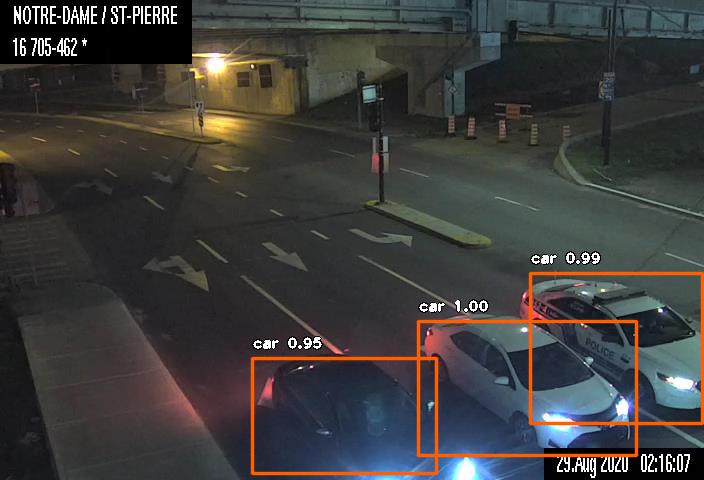 NOTRE-DAME / ST-PIERRE
16 705-462 *
car 0.99
car 1.00
car 0.95
POLICE
29.Aug 2020 02:16:07